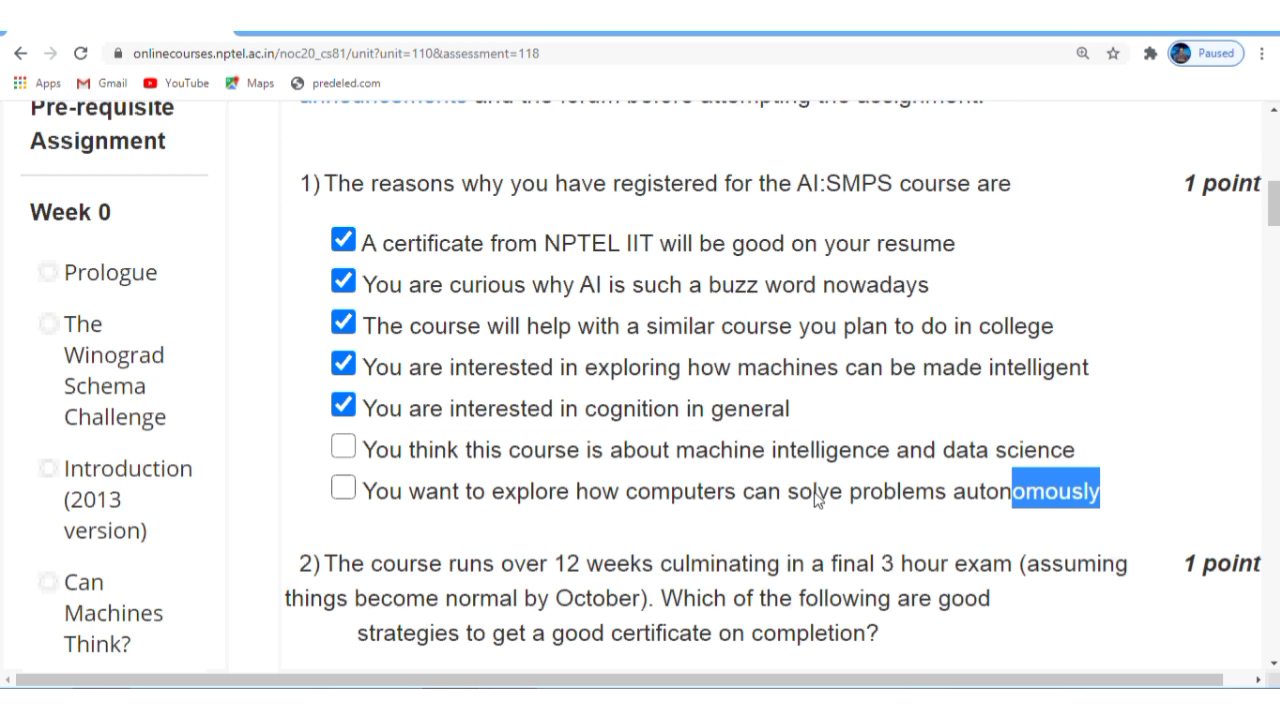 onlinecourses.nptel.ac.in/noc20_cs81/unit?unit=110&assessment=118
Paused
Apps Gmail YouTube Maps predeled.com
Pre-requisite
Assignment
Week 0
Prologue
The
Winograd
Schema
Challenge
Introduction
(2013
version)
Can
Machines
Think?
announcements and the forum before attempting the assignment.
1) The reasons why you have registered for the AI:SMPS course are 1 point
A certificate from NPTEL IIT will be good on your resume
You are curious why AI is such a buzz word nowadays
The course will help with a similar course you plan to do in college
You are interested in exploring how machines can be made intelligent
You are interested in cognition in general
You think this course is about machine intelligence and data science
You want to explore how computers can solve problems autonomously
2) The course runs over 12 weeks culminating in a final 3 hour exam (assuming 1 point
things become normal by October). Which of the following are good
strategies to get a good certificate on completion?